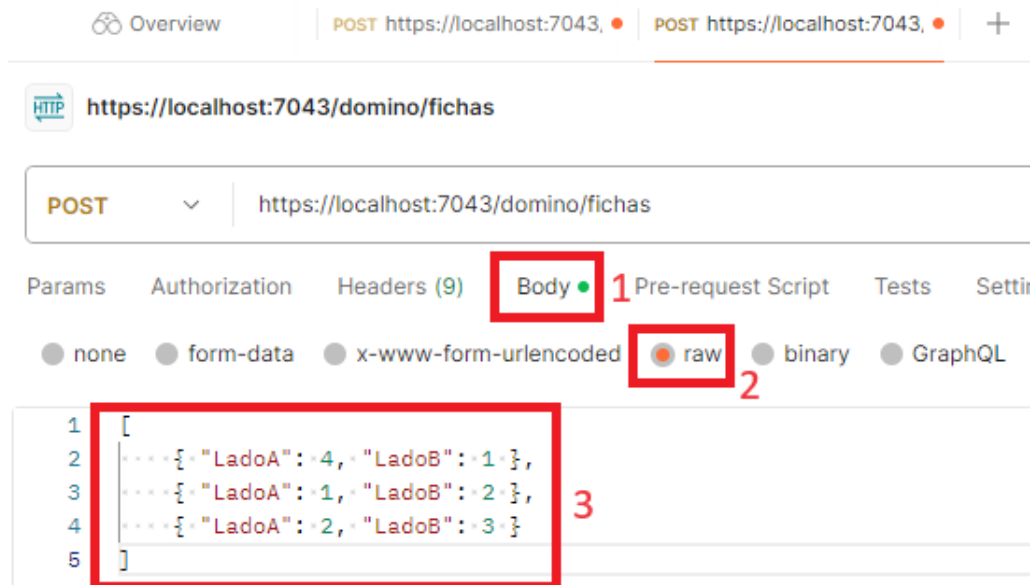 Overview POST https://localhost:7043, POST https://localhost:7043, +
HTTP https://localhost:7043/domino/fichas
POST https://localhost:7043/domino/fichas
Params Authorization Headers (9) Body 1 Pre-request Script Tests Settin
none form-data x-www-form-urlencoded raw binary GraphQL
2
1 [
2 { "LadoA": 4, "LadoB": 1 },
3 { "LadoA": 1, "LadoB": 2 },
3
4 { "LadoA": 2, "LadoB": 3 }
5 ]